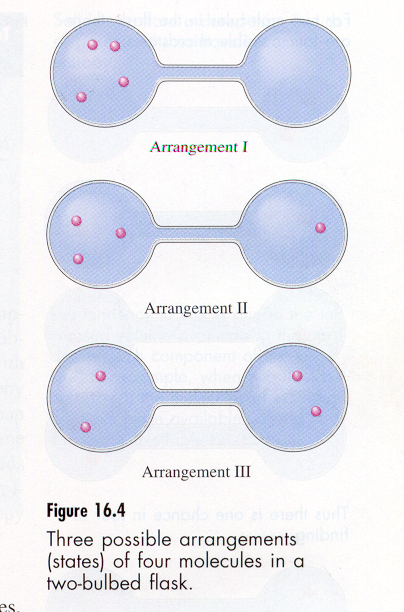 Arrangement I
Arrangement II
Arrangement III
Figure 16.4
Three possible arrangements
(states) of four molecules in a
two-bulbed flask.
es.